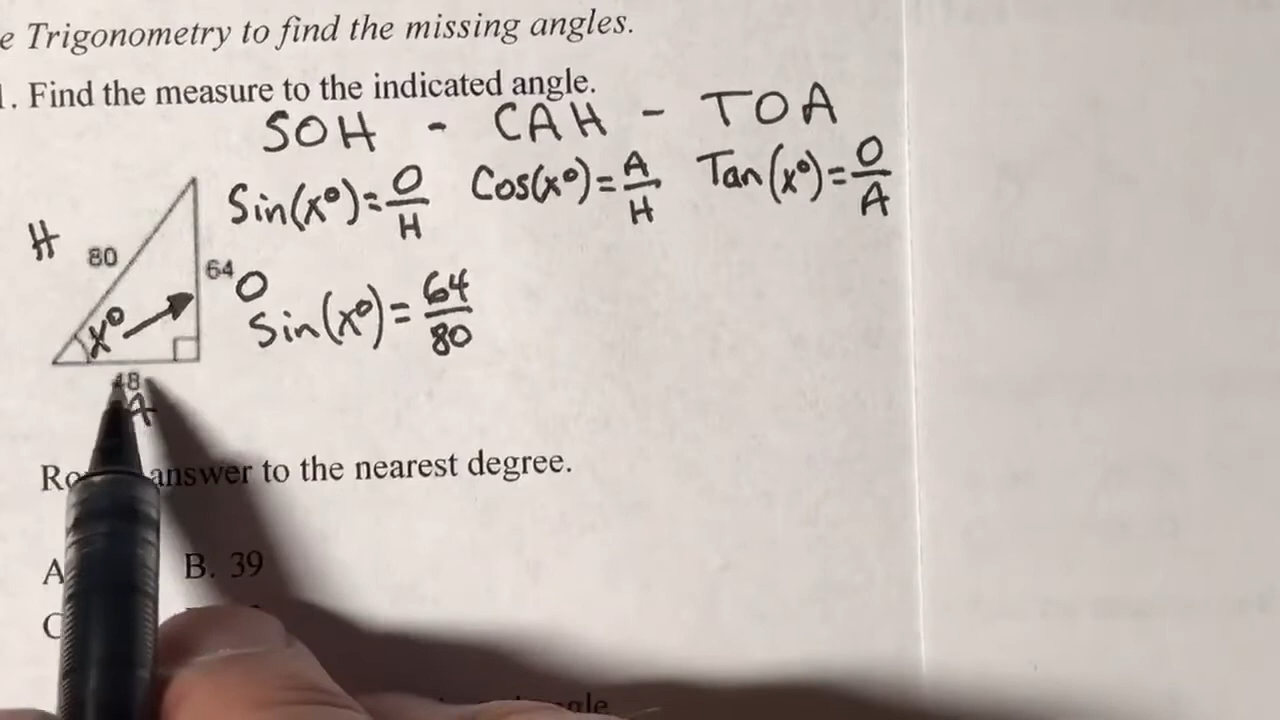 e Trigonometry to find the missing angles.
1. Find the measure to the indicated angle.
SOH - CAH - TOA
Sin(x°)=O/H Cos(x°)=A/H Tan(x°)=O/A
H 80 64 O
Sin(x°)=64/80
x°
48
A
answer to the nearest degree.
A B. 39
C